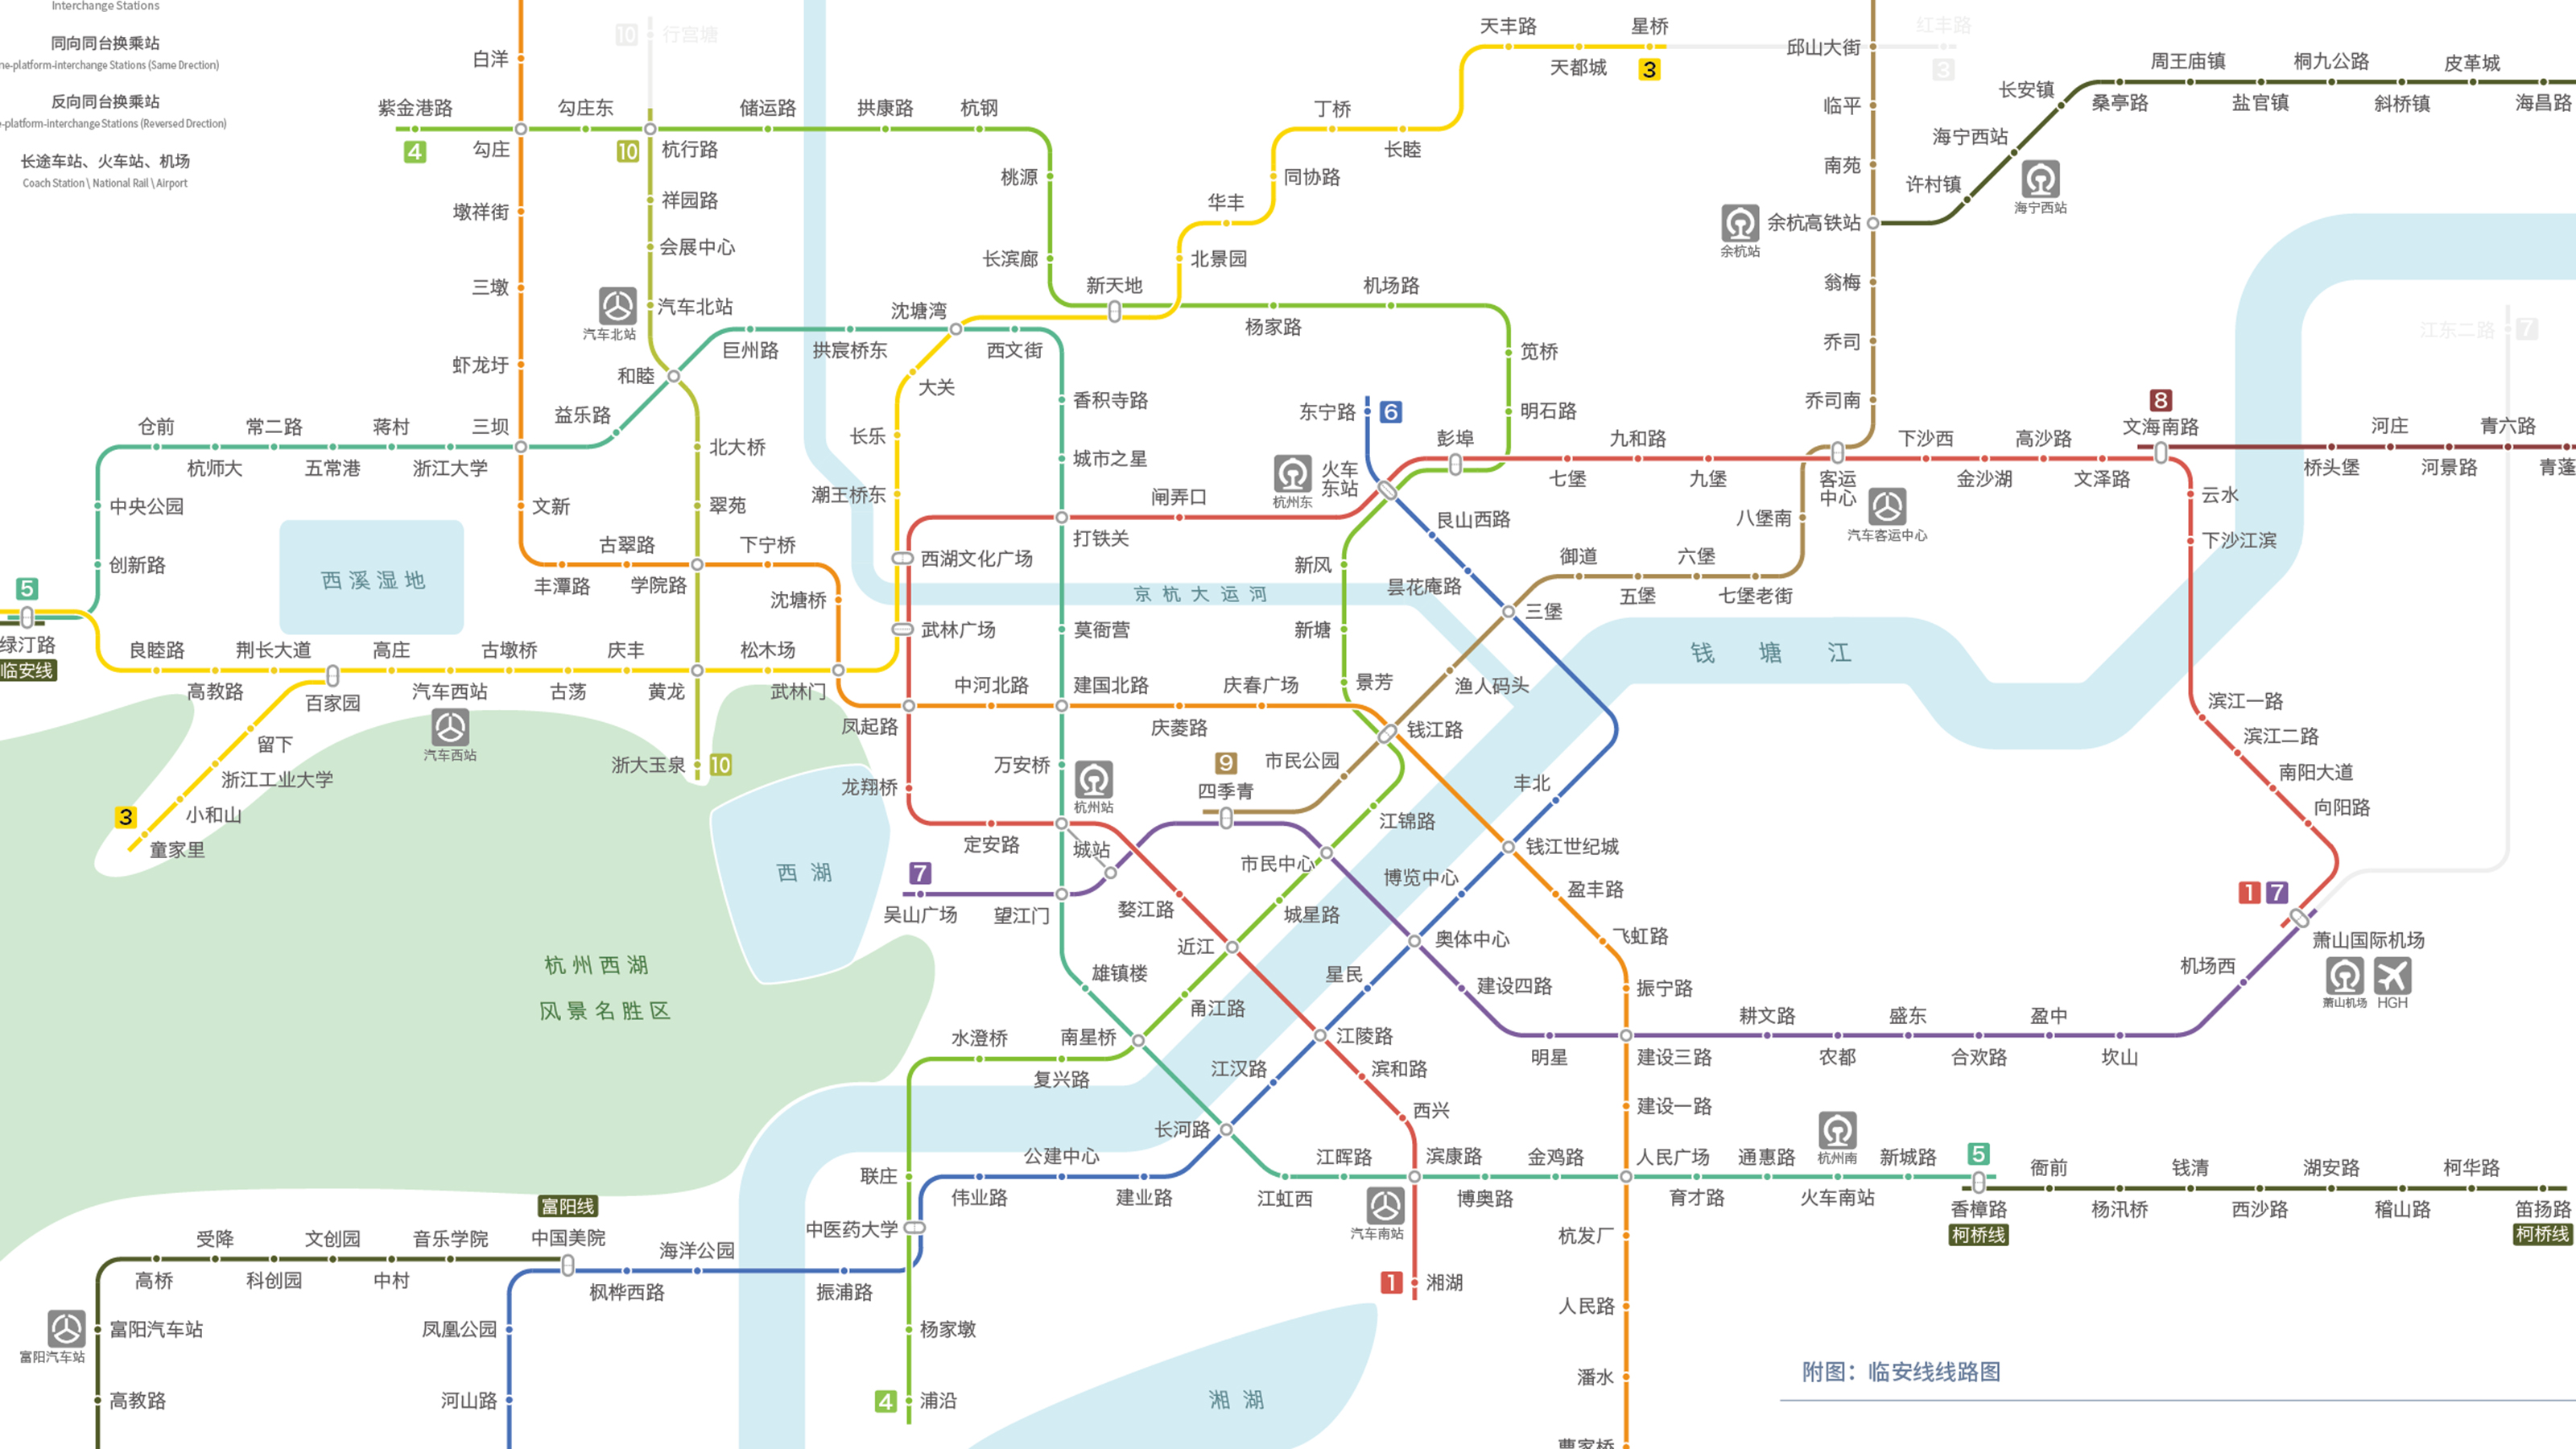 Interchange Stations
同向同台换乘站
ne-platform-interchange Stations (Same Direction)
反向同台换乘站
e-platform-interchange Stations (Reversed Direction)
长途车站、火车站、机场
Coach Station \ National Rail \ Airport
白洋
10 行宫塘
天丰路
星桥
天都城
3
邱山大街
红丰路
3
周王庙镇
桐九公路
皮革城
长安镇
桑亭路
盐官镇
斜桥镇
海昌路
紫金港路
勾庄东
储运路
拱康路
杭钢
丁桥
临平
4
勾庄
10
杭行路
长睦
海宁西站
南苑
祥园路
墩祥街
桃源
同协路
许村镇
海宁西站
华丰
余杭高铁站
余杭站
会展中心
长滨廊
北景园
三墩
汽车北站
汽车北站
新天地
机场路
翁梅
沈塘湾
杨家路
江东二路 7
乔司
巨州路
拱宸桥东
西文街
笕桥
虾龙圩
和睦
大关
香积寺路
乔司南
8
益乐路
东宁路 6
明石路
仓前
常二路
蒋村
三坝
长乐
北大桥
彭埠
九和路
下沙西
高沙路
文海南路
河庄
青六路
杭师大
五常港
浙江大学
城市之星
火车
东站
杭州东
七堡
九堡
客运
中心
金沙湖
文泽路
桥头堡
河景路
青蓬
中央公园
文新
翠苑
潮王桥东
闸弄口
艮山西路
八堡南
汽车客运中心
云水
打铁关
下沙江滨
古翠路
下宁桥
西湖文化广场
新风
御道
六堡
创新路
西溪湿地
丰潭路
学院路
沈塘桥
京杭大运河
昙花庵路
五堡
七堡老街
5
三堡
绿汀路
临安线
武林广场
莫衙营
新塘
良睦路
荆长大道
高庄
古墩桥
庆丰
松木场
钱塘江
高教路
百家园
汽车西站
古荡
黄龙
武林门
中河北路
建国北路
庆春广场
景芳
渔人码头
滨江一路
汽车西站
凤起路
庆菱路
钱江路
留下
滨江二路
浙江工业大学
浙大玉泉 10
万安桥
9
市民公园
南阳大道
龙翔桥
杭州站
四季青
丰北
3
小和山
江锦路
向阳路
童家里
定安路
城站
钱江世纪城
西湖
7
市民中心
博览中心
盈丰路
1 7
吴山广场
望江门
婺江路
城星路
飞虹路
近江
奥体中心
萧山国际机场
杭州西湖
风景名胜区
雄镇楼
星民
建设四路
振宁路
机场西
萧山机场
HGH
甬江路
水澄桥
南星桥
江陵路
耕文路
盛东
盈中
复兴路
江汉路
滨和路
明星
建设三路
农都
合欢路
坎山
西兴
建设一路
长河路
杭州南
联庄
公建中心
江晖路
滨康路
金鸡路
人民广场
通惠路
新城路
5
衙前
钱清
湖安路
柯华路
伟业路
建业路
江虹西
博奥路
育才路
火车南站
香樟路
柯桥线
杨汛桥
西沙路
稽山路
笛扬路
柯桥线
富阳线
中医药大学
汽车南站
杭发厂
受降
文创园
音乐学院
中国美院
海洋公园
高桥
科创园
中村
枫桦西路
振浦路
1
湘湖
人民路
富阳汽车站
富阳汽车站
凤凰公园
杨家墩
附图：临安线线路图
潘水
高教路
河山路
4
浦沿
湘湖
曹家桥